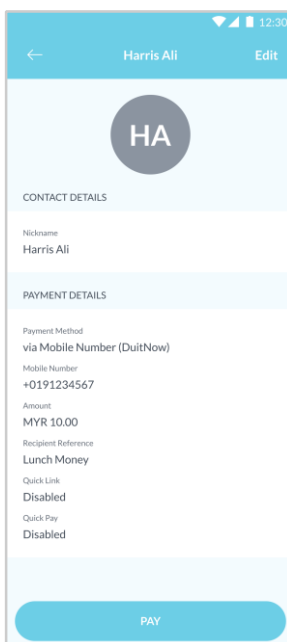 12:30
Harris Ali
Edit
HA
CONTACT DETAILS
Nickname
Harris Ali
PAYMENT DETAILS
Payment Method
via Mobile Number (DuitNow)
Mobile Number
+0191234567
Amount
MYR 10.00
Recipient Reference
Lunch Money
Quick Link
Disabled
Quick Pay
Disabled
PAY